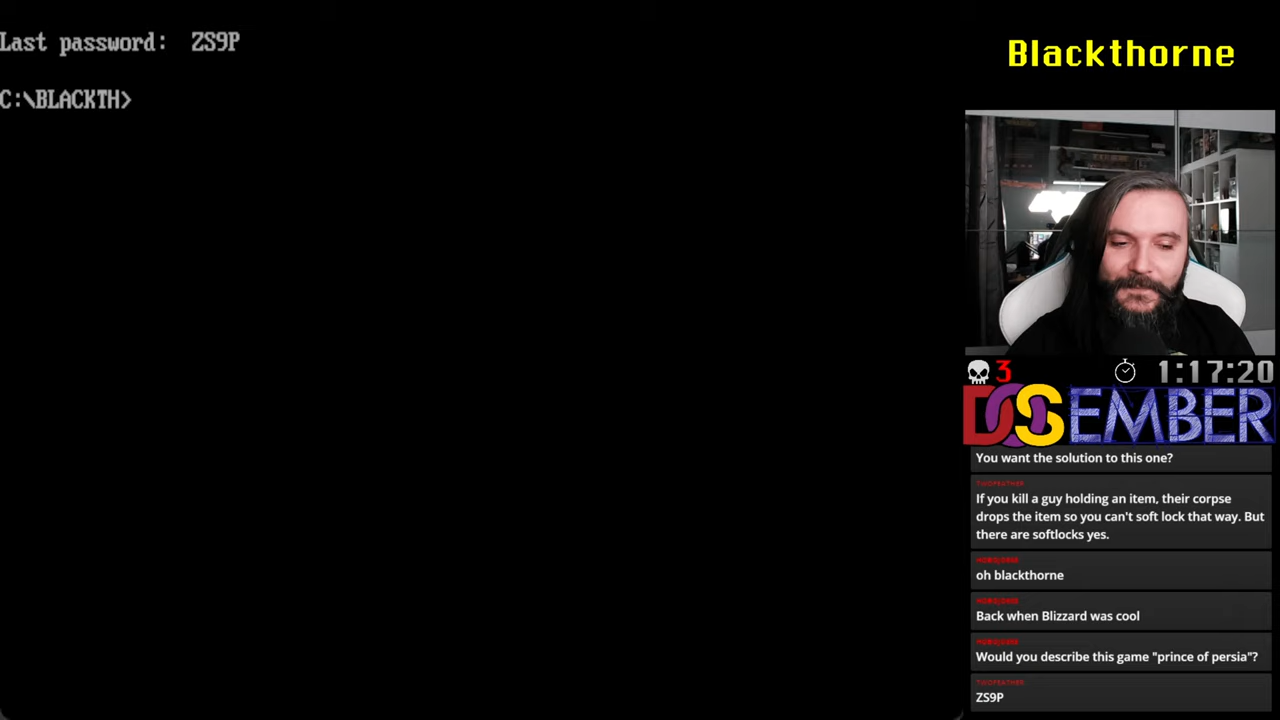 Last password: ZS9P
C:\BLACKTH>
Blackthorne
3
1:17:20
DOSEMBER
You want the solution to this one?
TWOFEATHER
If you kill a guy holding an item, their corpse
drops the item so you can't soft lock that way. But
there are softlocks yes.
oh blackthorne
Back when Blizzard was cool
Would you describe this game "prince of persia"?
TWOFEATHER
ZS9P